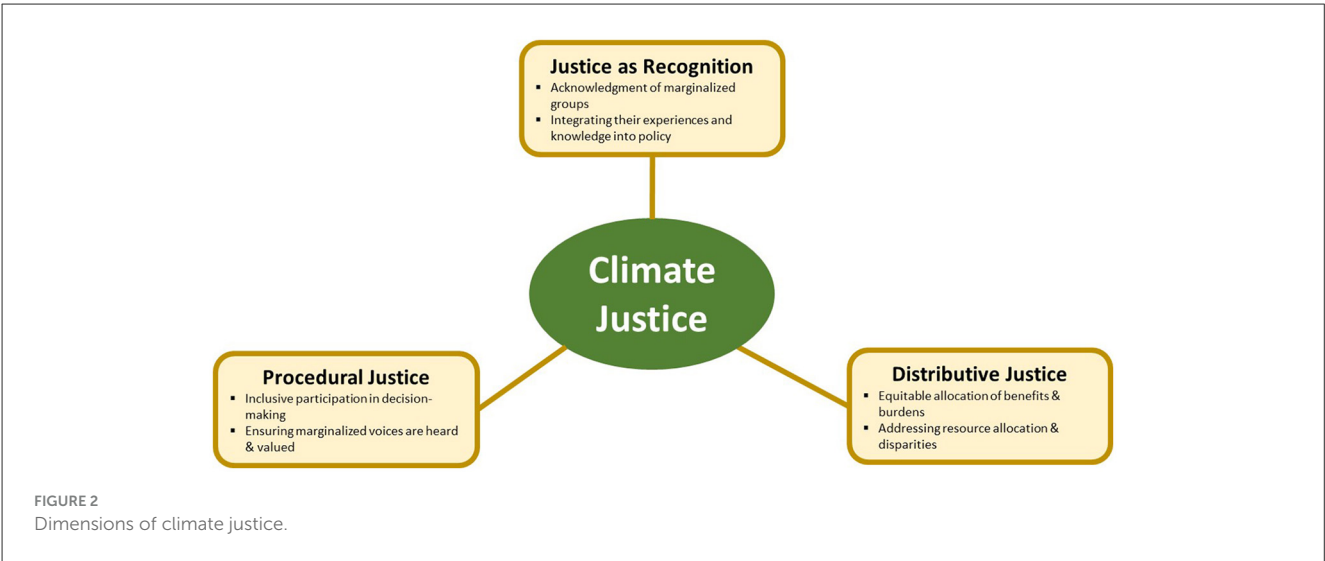 Justice as Recognition
▪ Acknowledgment of marginalized
groups
▪ Integrating their experiences and
knowledge into policy
Climate
Justice
Procedural Justice
▪ Inclusive participation in decision-
making
▪ Ensuring marginalized voices are heard
& valued
Distributive Justice
▪ Equitable allocation of benefits &
burdens
▪ Addressing resource allocation &
disparities
FIGURE 2
Dimensions of climate justice.